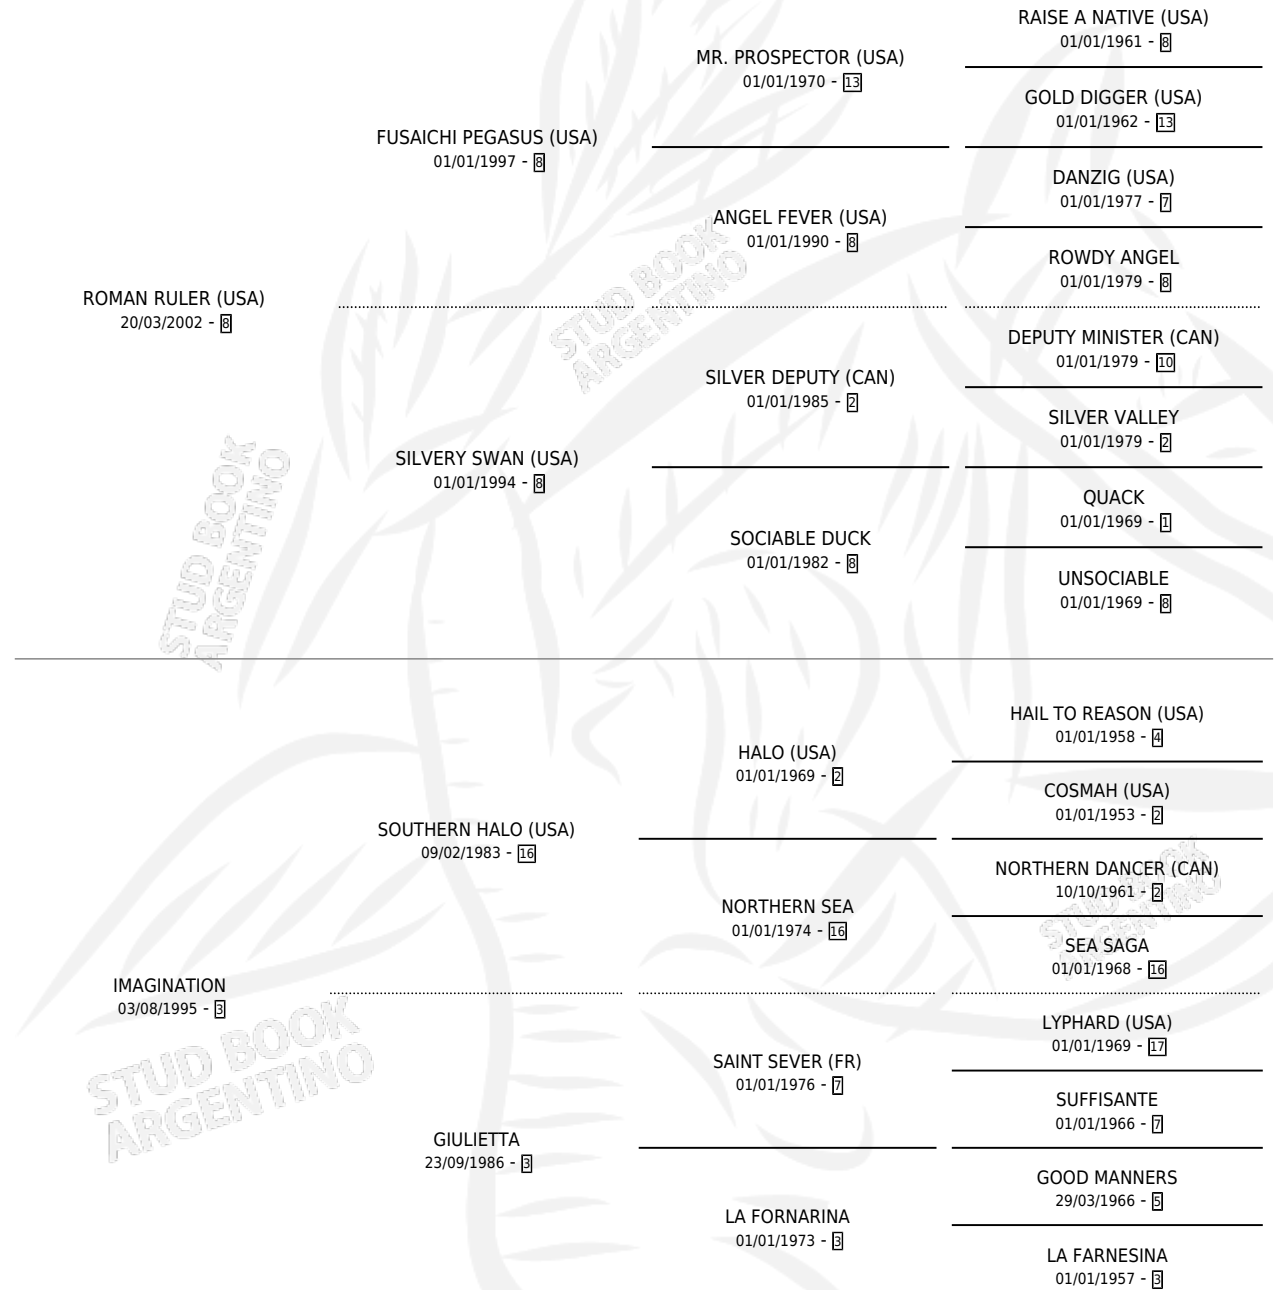 RAISE A NATIVE (USA)
01/01/1961 - 8
MR. PROSPECTOR (USA)
01/01/1970 - 13
GOLD DIGGER (USA)
01/01/1962 - 13
FUSAICHI PEGASUS (USA)
01/01/1997 - 8
DANZIG (USA)
01/01/1977 - 7
ANGEL FEVER (USA)
01/01/1990 - 8
ROWDY ANGEL
01/01/1979 - 8
STUD BOOK
ARGENTINO
ROMAN RULER (USA)
20/03/2002 - 8
DEPUTY MINISTER (CAN)
01/01/1979 - 10
SILVER DEPUTY (CAN)
01/01/1985 - 2
SILVER VALLEY
01/01/1979 - 2
SILVERY SWAN (USA)
01/01/1994 - 8
QUACK
01/01/1969 - 1
SOCIABLE DUCK
01/01/1982 - 8
UNSOCIABLE
01/01/1969 - 8
STUD BOOK
ARGENTINO
HAIL TO REASON (USA)
01/01/1958 - 4
HALO (USA)
01/01/1969 - 2
COSMAH (USA)
01/01/1953 - 2
SOUTHERN HALO (USA)
09/02/1983 - 16
NORTHERN DANCER (CAN)
10/10/1961 - 2
NORTHERN SEA
01/01/1974 - 16
SEA SAGA
01/01/1968 - 16
STUD BOOK
ARGENTINO
IMAGINATION
03/08/1995 - 3
LYPHARD (USA)
01/01/1969 - 17
SAINT SEVER (FR)
01/01/1976 - 7
SUFFISANTE
01/01/1966 - 7
STUD BOOK
ARGENTINO
GIULIETTA
23/09/1986 - 3
GOOD MANNERS
29/03/1966 - 5
LA FORNARINA
01/01/1973 - 3
LA FARNESINA
01/01/1957 - 3